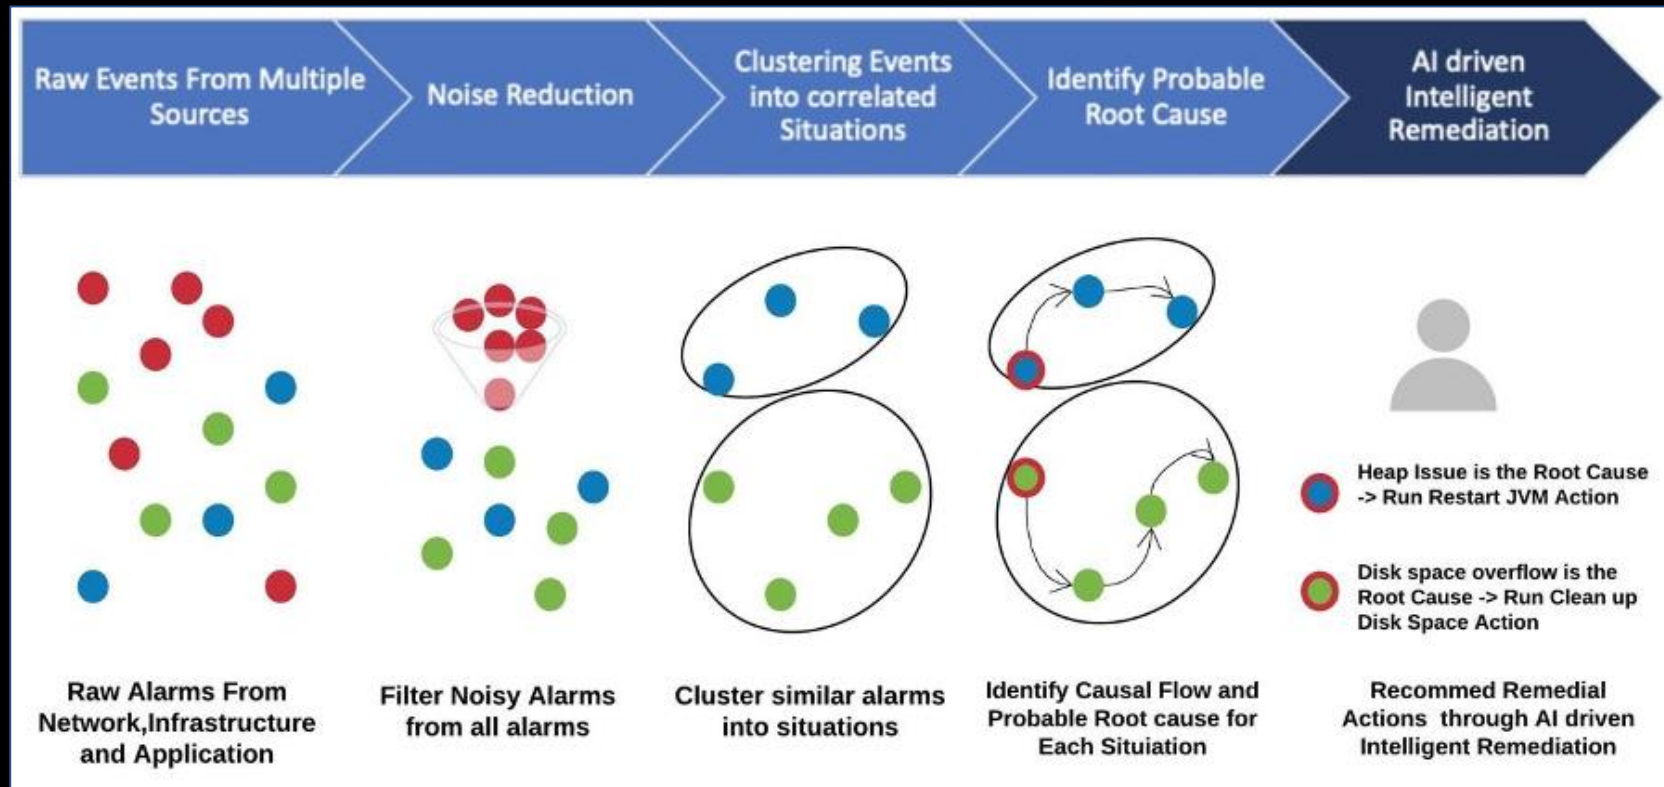 Raw Events From Multiple
Sources
Noise Reduction
Clustering Events
into correlated
Situations
Identify Probable
Root Cause
AI driven
Intelligent
Remediation
Heap Issue is the Root Cause
-> Run Restart JVM Action
Disk space overflow is the
Root Cause -> Run Clean up
Disk Space Action
Raw Alarms From
Network,Infrastructure
and Application
Filter Noisy Alarms
from all alarms
Cluster similar alarms
into situations
Identify Causal Flow and
Probable Root cause for
Each Situiation
Recommed Remedial
Actions through AI driven
Intelligent Remediation